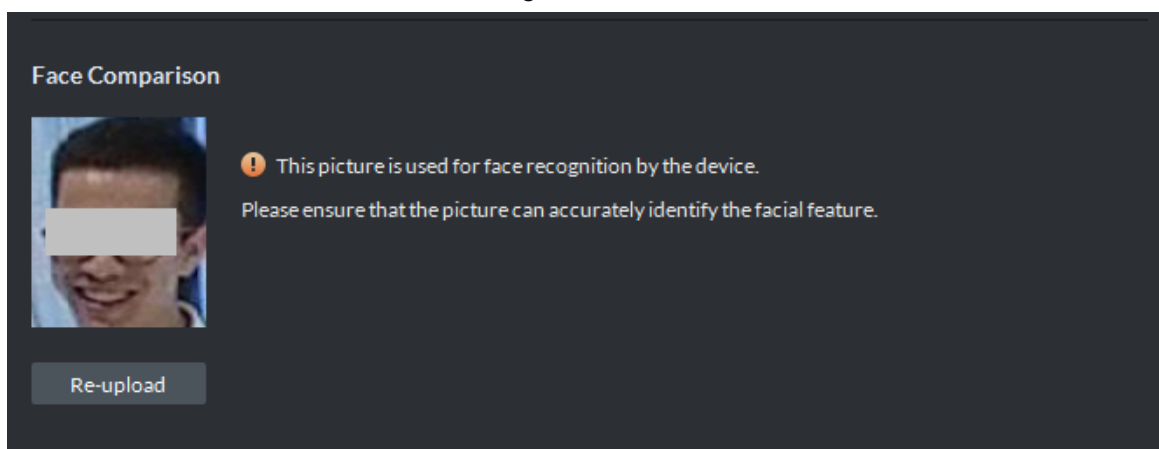 Face Comparison
This picture is used for face recognition by the device.
Please ensure that the picture can accurately identify the facial feature.
Re-upload